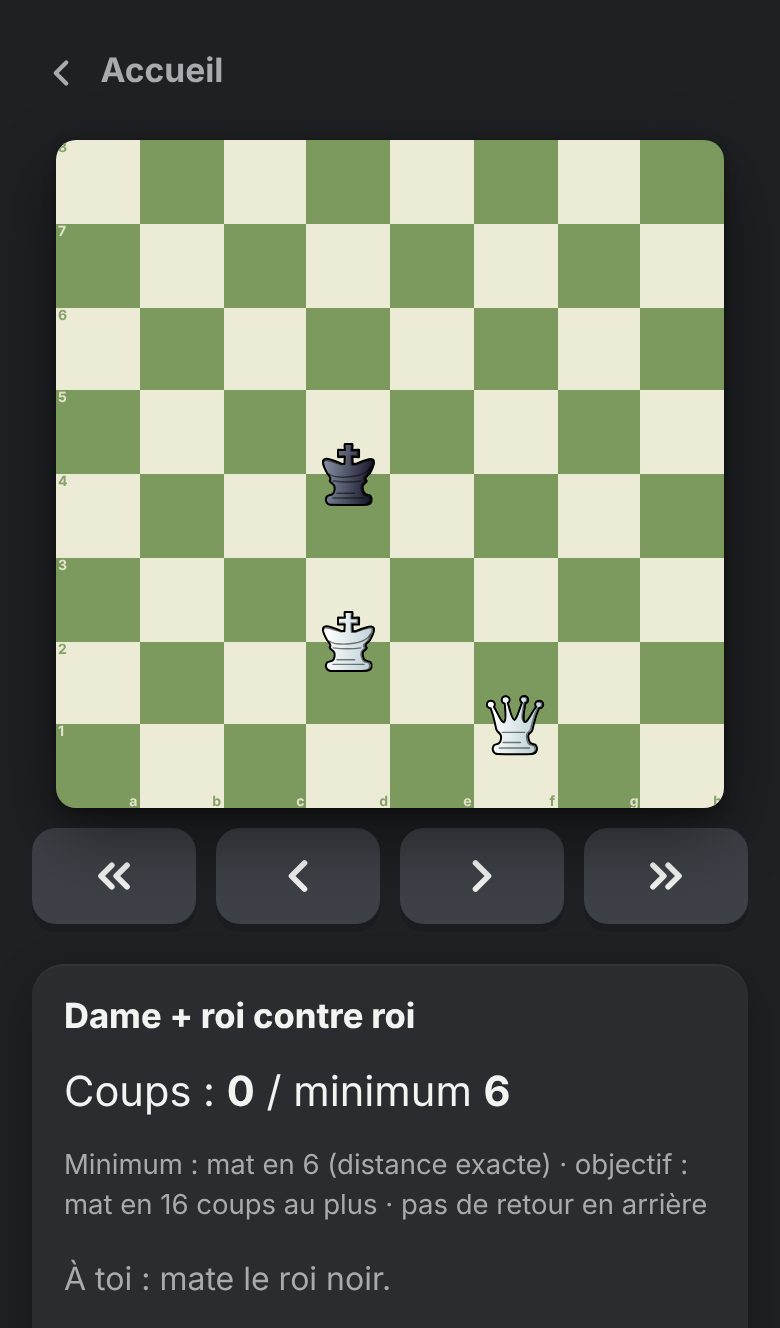 Accueil
8
7
6
5
4
3
2
1
a b c d e f g h
Dame + roi contre roi
Coups : 0 / minimum 6
Minimum : mat en 6 (distance exacte) · objectif :
mat en 16 coups au plus · pas de retour en arrière
À toi : mate le roi noir.